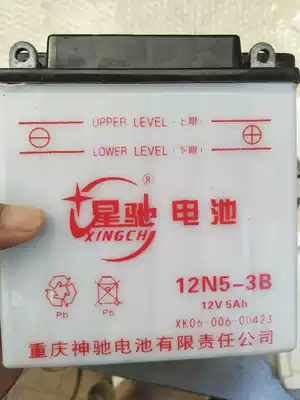 UPPER LEVEL（上限）
LOWER LEVEL（下限）
星驰 电池
®
XINGCHI
12N5-3B
12V 5Ah
Pb
Pb
XK06-006-00423
重庆神驰电池有限责任公司